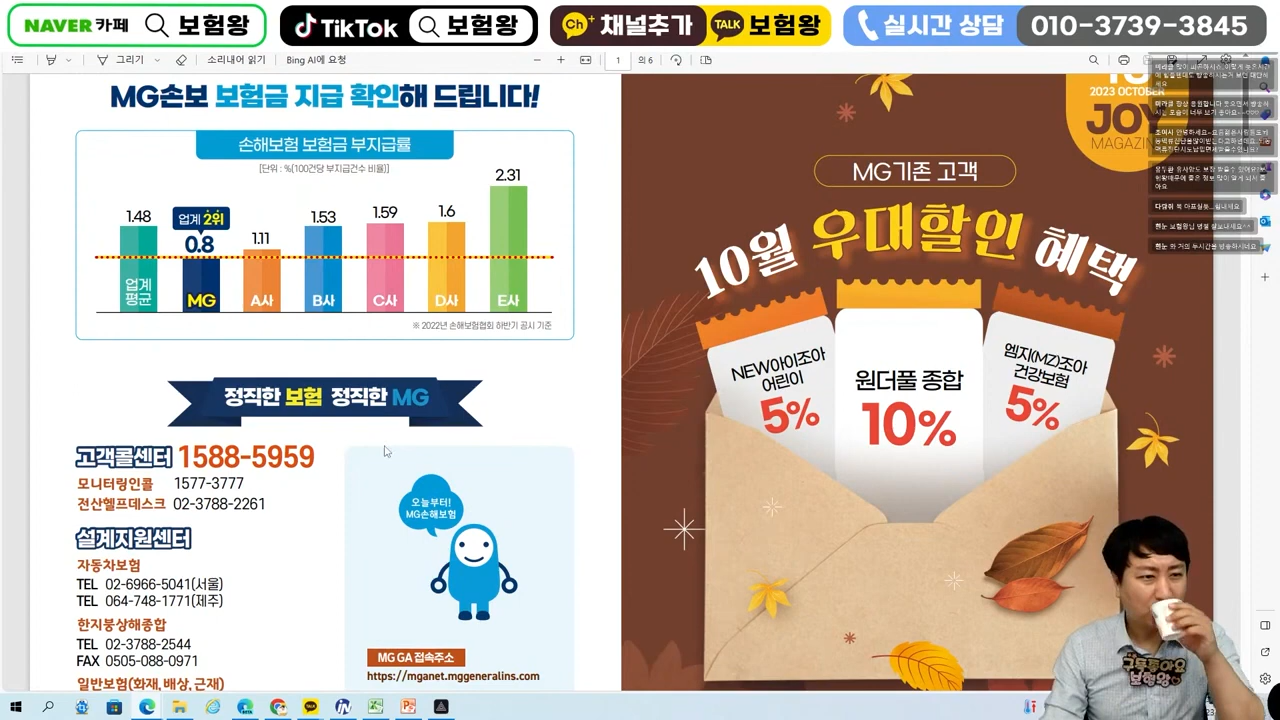 NAVER 카페 보험왕
TikTok 보험왕
Ch+ 채널추가 TALK 보험왕
실시간 상담 010-3739-3845
그리기 소리내어 읽기 Bing AI에 요청
1 의 6
MG손보 보험금 지급 확인해 드립니다!
손해보험 보험금 부지급률
[단위 : %(100건당 부지급건수 비율)]
1.48
업계 2위
0.8
1.11
1.53
1.59
1.6
2.31
업계 평균
MG
A사
B사
C사
D사
E사
※ 2022년 손해보험협회 하반기 공시 기준
정직한 보험 정직한 MG
고객콜센터 1588-5959
모니터링인콜 1577-3777
전산헬프데스크 02-3788-2261
설계지원센터
자동차보험
TEL 02-6966-5041(서울)
TEL 064-748-1771(제주)
한지붕상해종합
TEL 02-3788-2544
FAX 0505-088-0971
일반보험(화재, 배상, 근재)
오늘부터!
MG손해보험
MG GA 접속주소
https://mganet.mggeneralins.com
2023 OCTOBER
JOY
MAGAZIN
MG기존 고객
10월 우대할인 혜택
NEW아이조아
어린이
5%
원더풀 종합
10%
엠지(MZ)조아
건강보험
5%
구독좋아요
보험왕